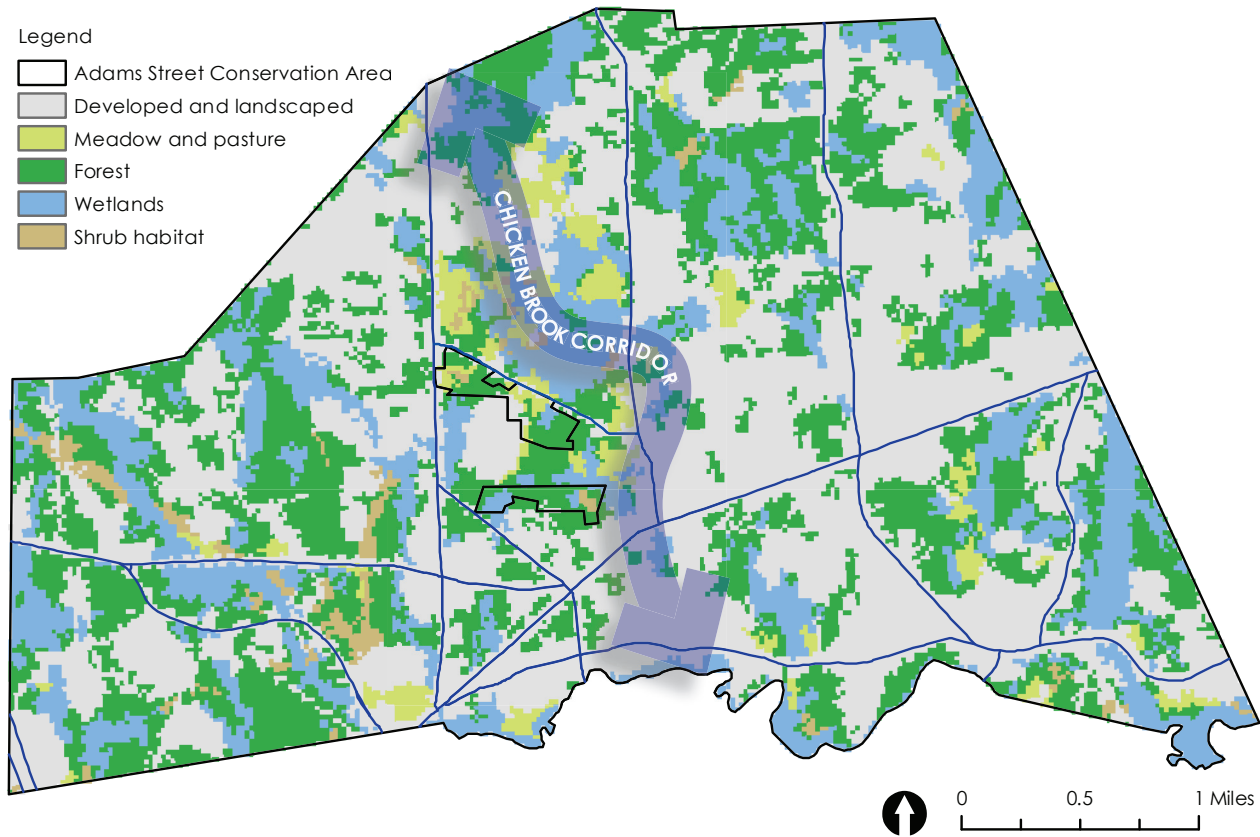 Legend
Adams Street Conservation Area
Developed and landscaped
Meadow and pasture
Forest
Wetlands
Shrub habitat
CHICKEN BROOK CORRIDOR
0 0.5 1 Miles